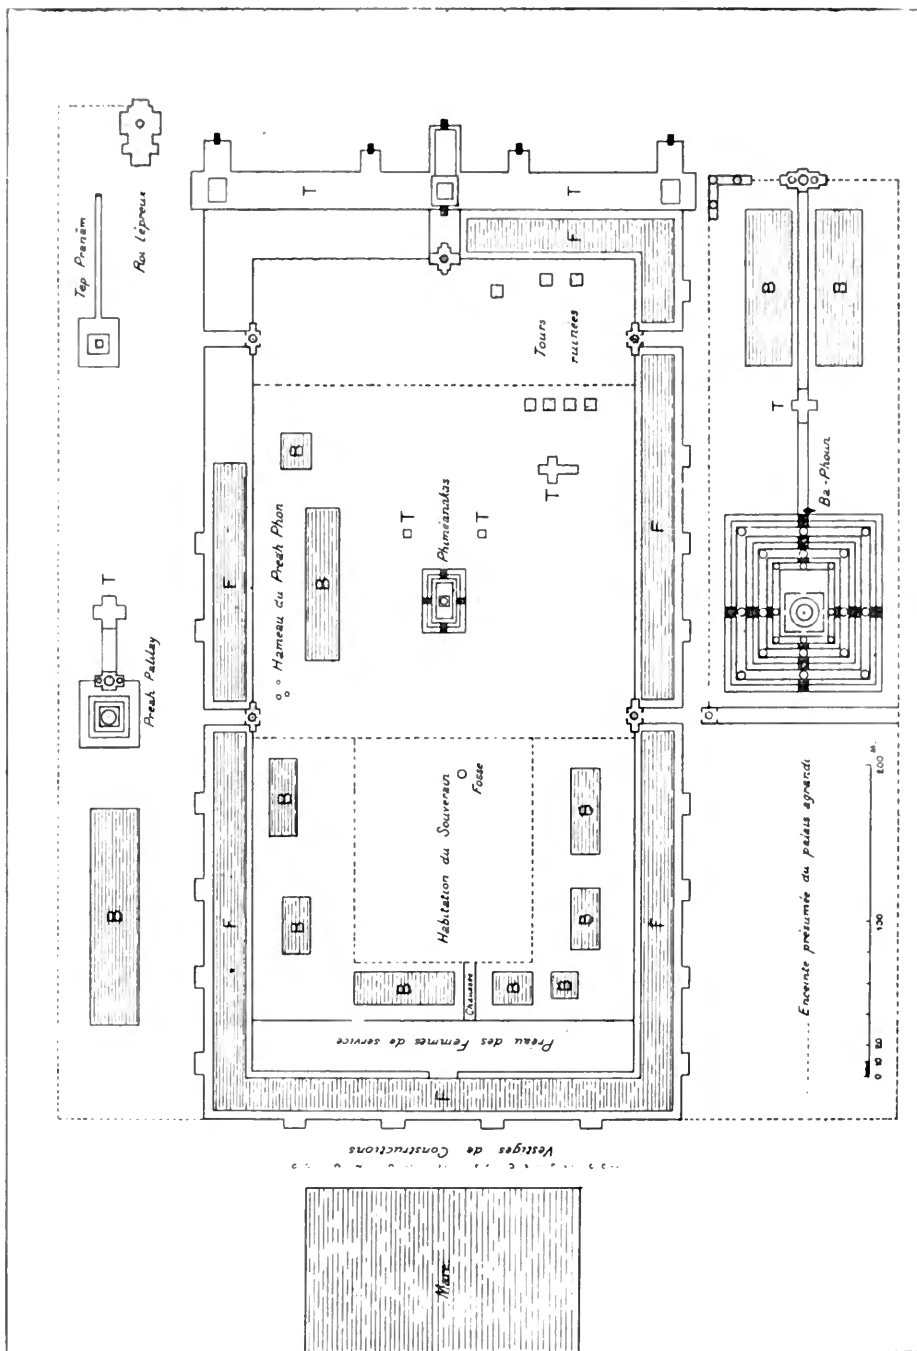 Roi lépreux
Tep Pranâm
T
T
F
B
B
Tours
ruinées
T
Ba-Phoun
B
T
T
T
Phiméanakas
Hameau du Preah Phon
B
F
F
T
Preah Palilay
B
B
Habitation du Souverain
Fosse
B
B
B
F
F
B
B
B
Chaussée
B
Préau des Femmes de service
F
Vestiges de Constructions
Mare
Enceinte présumée du palais agrandi
0 10 20
100
200 M.